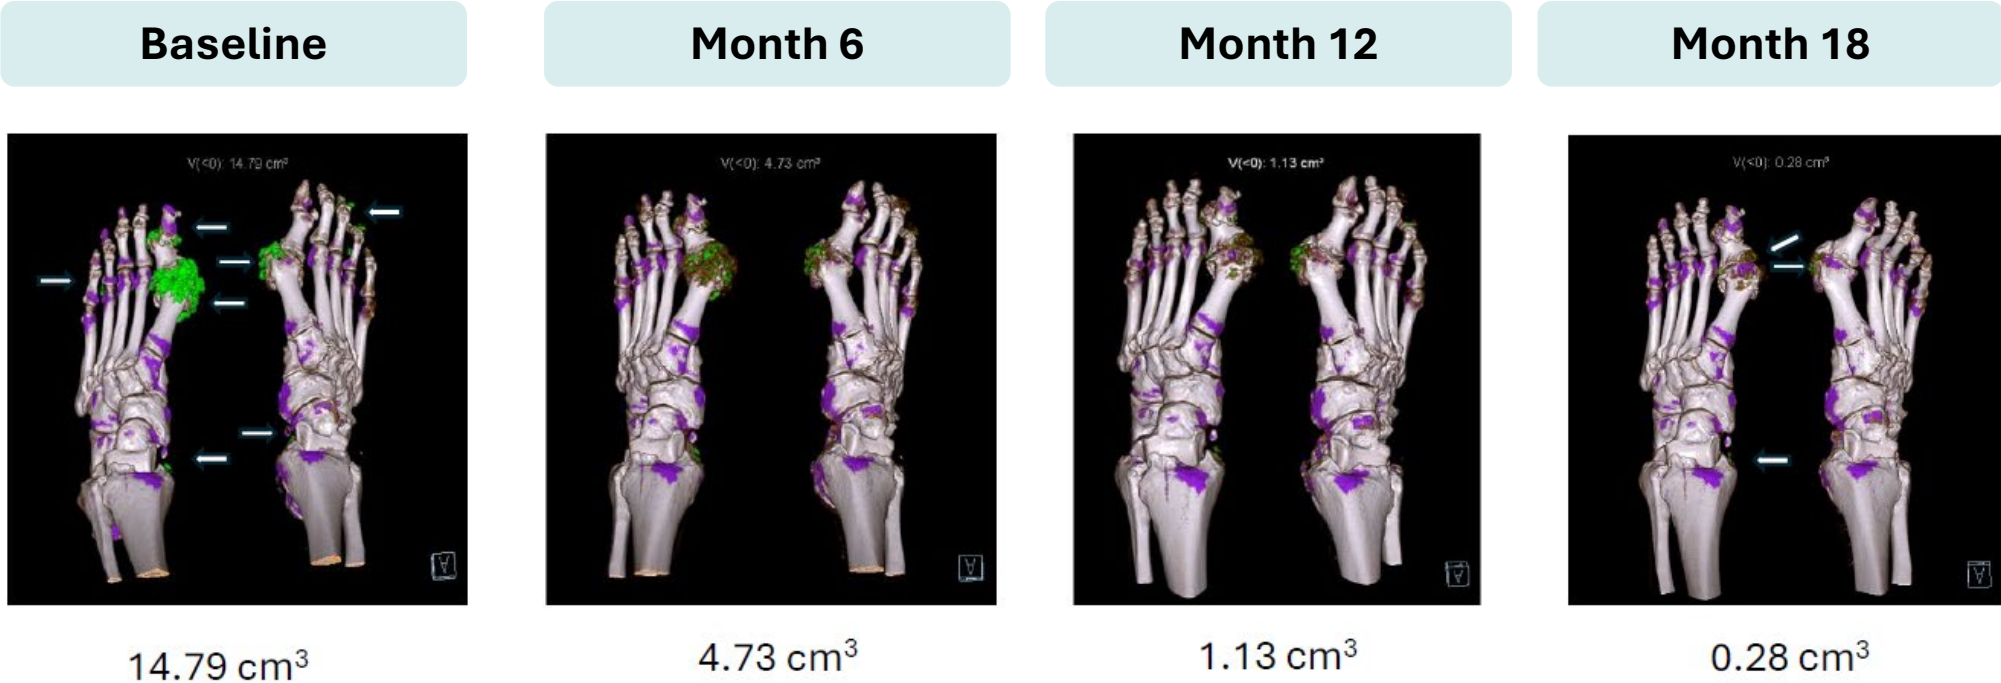 Baseline
Month 6
Month 12
Month 18
V(<0): 14.79 cm³
V(<0): 4.73 cm³
V(<0): 1.13 cm³
V(<0): 0.28 cm³
A
A
A
A
14.79 cm³
4.73 cm³
1.13 cm³
0.28 cm³